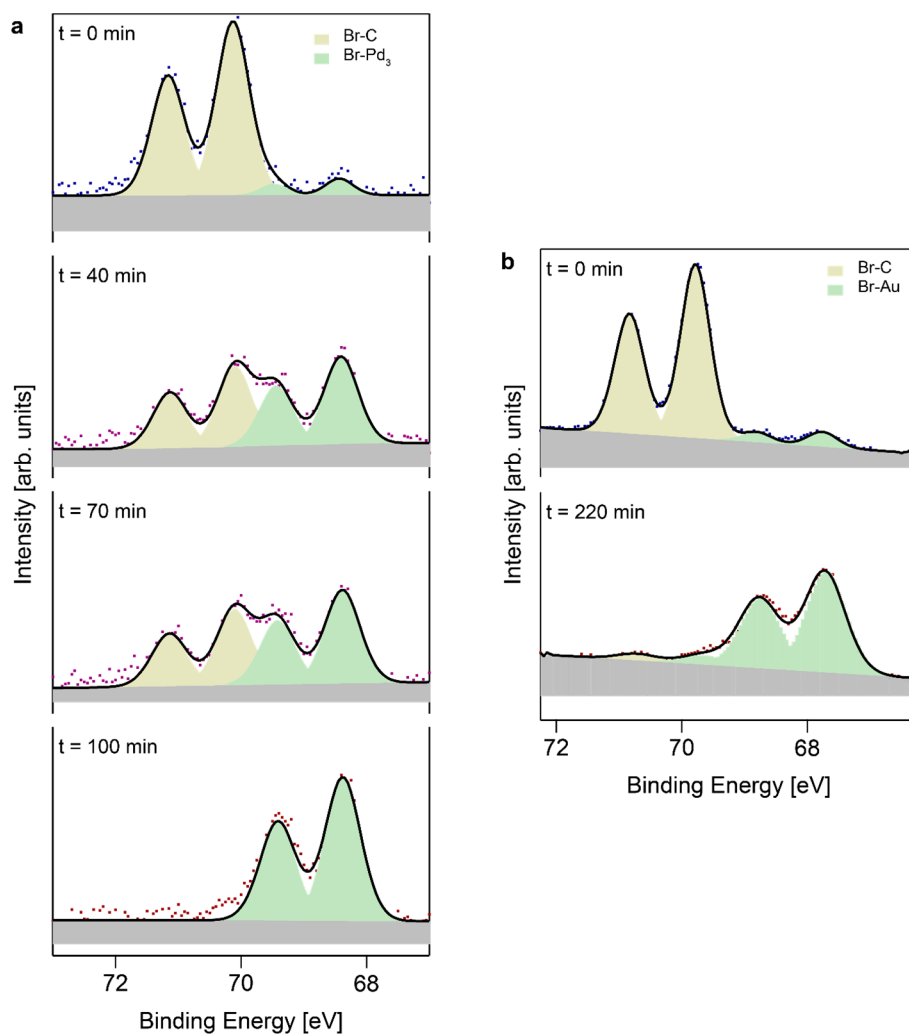 a
t = 0 min
Br-C
Br-Pd₃
t = 40 min
t = 70 min
t = 100 min
Intensity [arb. units]
72 70 68
Binding Energy [eV]
b
t = 0 min
Br-C
Br-Au
t = 220 min
Intensity [arb. units]
72 70 68
Binding Energy [eV]